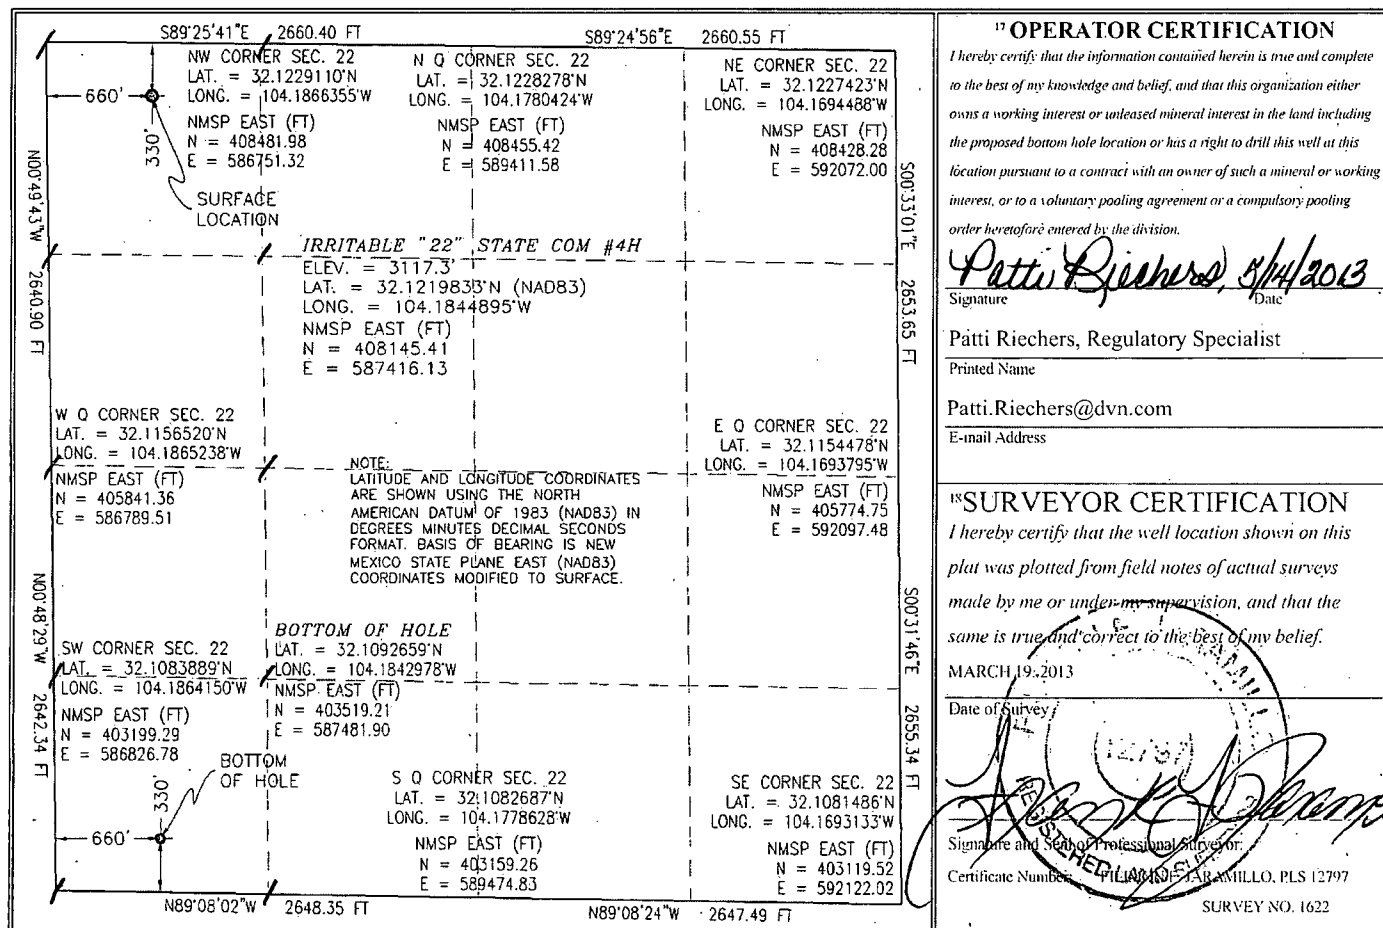 S89°25'41"E 2660.40 FT
S89°24'56"E 2660.55 FT
NW CORNER SEC. 22
LAT. = 32.1229110°N
LONG. = 104.1866355°W
NMSP EAST (FT)
N = 408481.98
E = 586751.32
N Q CORNER SEC. 22
LAT. = 32.1228278°N
LONG. = 104.1780424°W
NMSP EAST (FT)
N = 408455.42
E = 589411.58
NE CORNER SEC. 22
LAT. = 32.1227423°N
LONG. = 104.1694488°W
NMSP EAST (FT)
N = 408428.28
E = 592072.00
660'
330'
SURFACE
LOCATION
N00°49'43"W 2640.90 FT
S00°33'01"E 2653.65 FT
IRRITABLE "22" STATE COM #4H
ELEV. = 3117.3'
LAT. = 32.1219833°N (NAD83)
LONG. = 104.1844895°W
NMSP EAST (FT)
N = 408145.41
E = 587416.13
W Q CORNER SEC. 22
LAT. = 32.1156520°N
LONG. = 104.1865238°W
NMSP EAST (FT)
N = 405841.36
E = 586789.51
E Q CORNER SEC. 22
LAT. = 32.1154478°N
LONG. = 104.1693795°W
NMSP EAST (FT)
N = 405774.75
E = 592097.48
NOTE:
LATITUDE AND LONGITUDE COORDINATES
ARE SHOWN USING THE NORTH
AMERICAN DATUM OF 1983 (NAD83) IN
DEGREES MINUTES DECIMAL SECONDS
FORMAT. BASIS OF BEARING IS NEW
MEXICO STATE PLANE EAST (NAD83)
COORDINATES MODIFIED TO SURFACE.
N00°48'29"W 2642.34 FT
S00°31'46"E 2655.34 FT
SW CORNER SEC. 22
LAT. = 32.1083889°N
LONG. = 104.1864150°W
NMSP EAST (FT)
N = 403199.29
E = 586826.78
BOTTOM OF HOLE
LAT. = 32.1092659°N
LONG. = 104.1842978°W
NMSP EAST (FT)
N = 403519.21
E = 587481.90
BOTTOM
OF HOLE
330'
660'
S Q CORNER SEC. 22
LAT. = 32.1082687°N
LONG. = 104.1778628°W
NMSP EAST (FT)
N = 403159.26
E = 589474.83
SE CORNER SEC. 22
LAT. = 32.1081486°N
LONG. = 104.1693133°W
NMSP EAST (FT)
N = 403119.52
E = 592122.02
N89°08'02"W 2648.35 FT
N89°08'24"W 2647.49 FT
17 OPERATOR CERTIFICATION
I hereby certify that the information contained herein is true and complete
to the best of my knowledge and belief, and that this organization either
owns a working interest or unleased mineral interest in the land including
the proposed bottom hole location or has a right to drill this well at this
location pursuant to a contract with an owner of such a mineral or working
interest, or to a voluntary pooling agreement or a compulsory pooling
order heretofore entered by the division.
Patti Riechers, 5/14/2013
Signature Date
Patti Riechers, Regulatory Specialist
Printed Name
Patti.Riechers@dvn.com
E-mail Address
18 SURVEYOR CERTIFICATION
I hereby certify that the well location shown on this
plat was plotted from field notes of actual surveys
made by me or under my supervision, and that the
same is true and correct to the best of my belief.
MARCH 19, 2013
Date of Survey
12797
Signature and Seal of Professional Surveyor:
Certificate Number: FILIMON F. JARAMILLO, PLS 12797
SURVEY NO. 1622